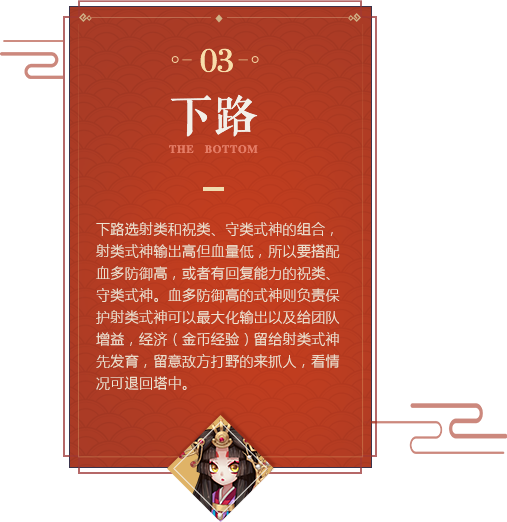 03
下路
THE BOTTOM
下路选射类和祝类、守类式神的组合，
射类式神输出高但血量低，所以要搭配
血多防御高，或者有回复能力的祝类、
守类式神。血多防御高的式神则负责保
护射类式神可以最大化输出以及给团队
增益，经济（金币经验）留给射类式神
先发育，留意敌方打野的来抓人，看情
况可退回塔中。